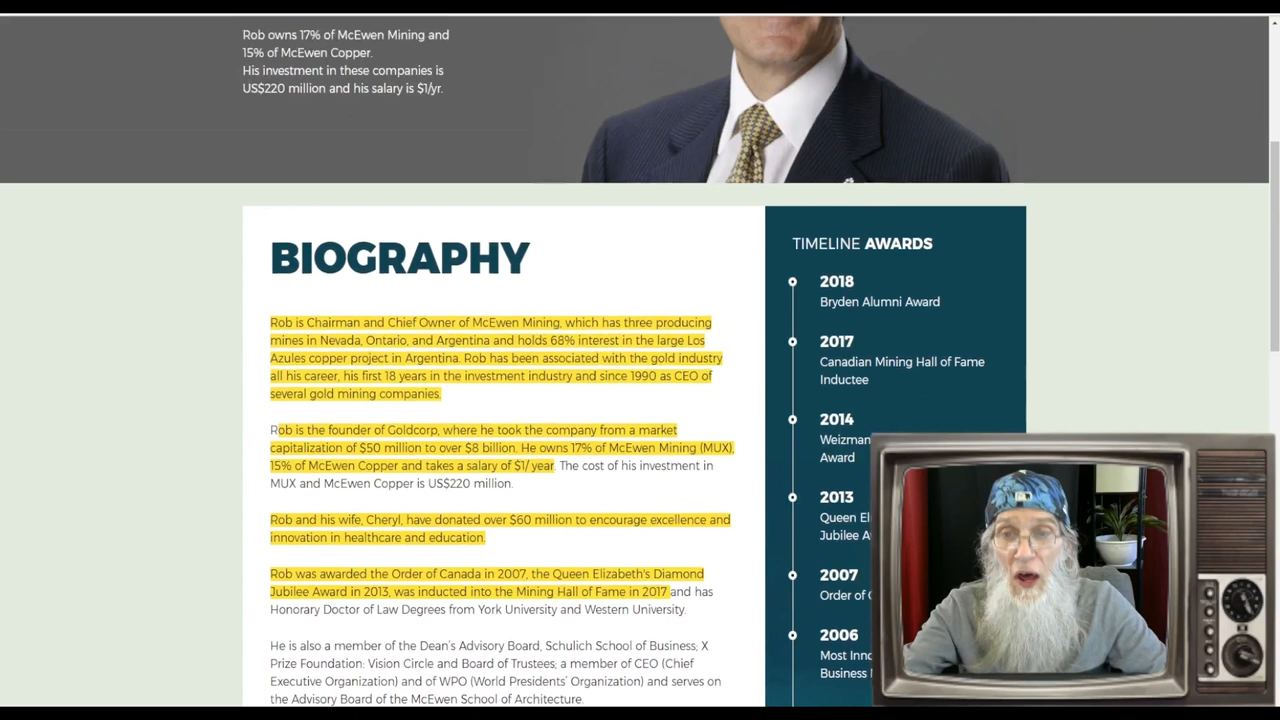 Rob owns 17% of McEwen Mining and
15% of McEwen Copper.
His investment in these companies is
US$220 million and his salary is $1/yr.
BIOGRAPHY
Rob is Chairman and Chief Owner of McEwen Mining, which has three producing
mines in Nevada, Ontario, and Argentina and holds 68% interest in the large Los
Azules copper project in Argentina. Rob has been associated with the gold industry
all his career, his first 18 years in the investment industry and since 1990 as CEO of
several gold mining companies.
Rob is the founder of Goldcorp, where he took the company from a market
capitalization of $50 million to over $8 billion. He owns 17% of McEwen Mining (MUX),
15% of McEwen Copper and takes a salary of $1/ year. The cost of his investment in
MUX and McEwen Copper is US$220 million.
Rob and his wife, Cheryl, have donated over $60 million to encourage excellence and
innovation in healthcare and education.
Rob was awarded the Order of Canada in 2007, the Queen Elizabeth's Diamond
Jubilee Award in 2013, was inducted into the Mining Hall of Fame in 2017 and has
Honorary Doctor of Law Degrees from York University and Western University.
He is also a member of the Dean's Advisory Board, Schulich School of Business; X
Prize Foundation: Vision Circle and Board of Trustees; a member of CEO (Chief
Executive Organization) and of WPO (World Presidents' Organization) and serves on
the Advisory Board of the McEwen School of Architecture.
TIMELINE AWARDS
2018
Bryden Alumni Award
2017
Canadian Mining Hall of Fame
Inductee
2014
Award
2013
Queen
2007
Order of
2006
Most
Business